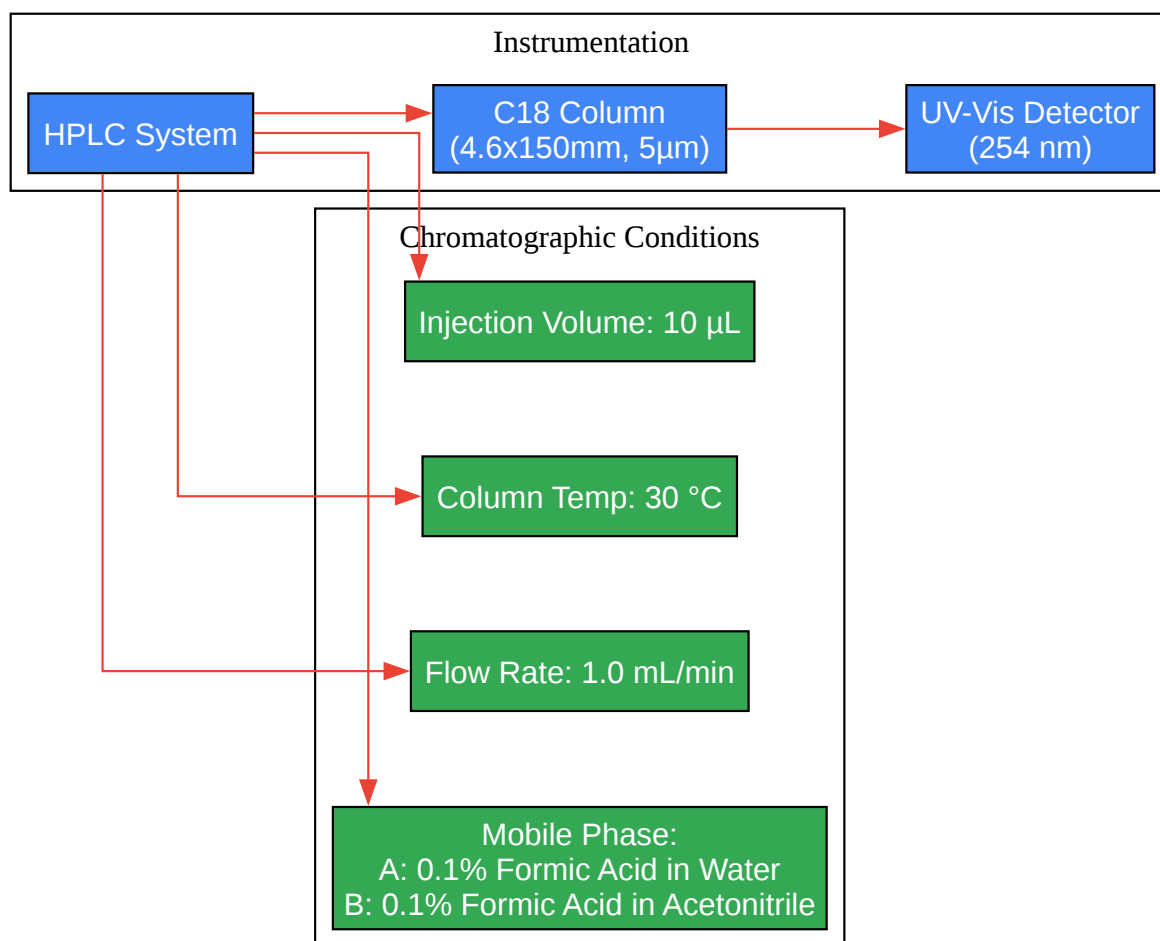 Instrumentation
HPLC System
C18 Column
(4.6x150mm, 5µm)
UV-Vis Detector
(254 nm)
Chromatographic Conditions
Injection Volume: 10 µL
Column Temp: 30 °C
Flow Rate: 1.0 mL/min
Mobile Phase:
A: 0.1% Formic Acid in Water
B: 0.1% Formic Acid in Acetonitrile